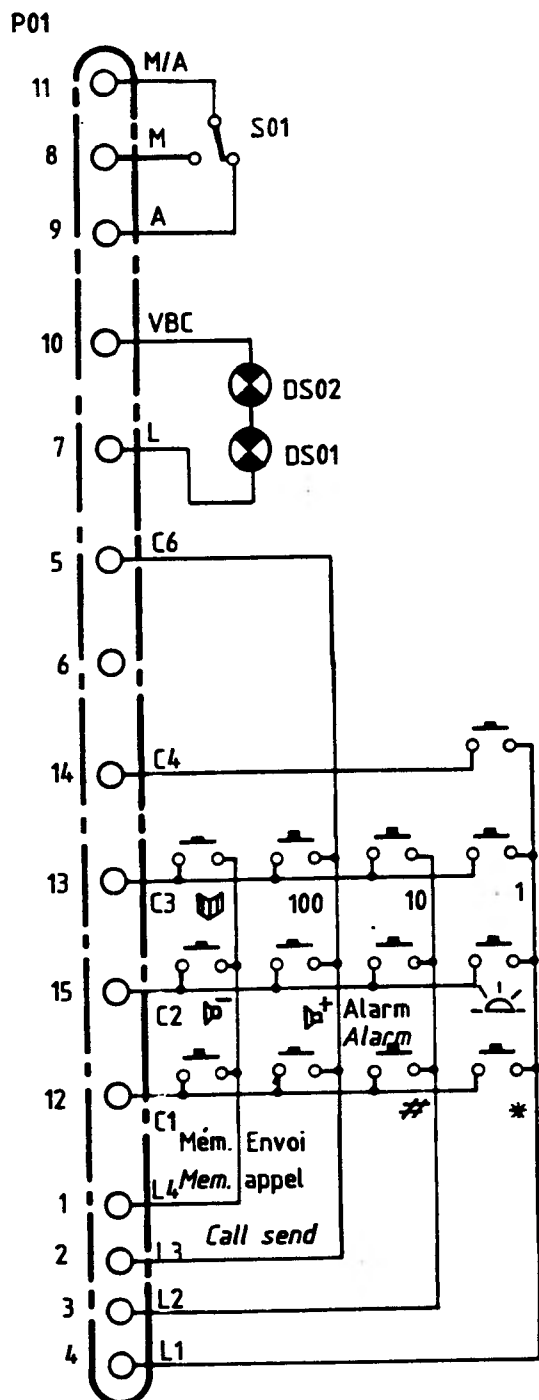 P01
11 M/A
S01
8 M
9 A
10 VBC
DS02
7 L
DS01
5 C6
6
14 C4
13 C3 100 10 1
15 C2 - + Alarm
Alarm
12 C1 # *
Mém. Envoi
Mem. appel
1 L4
Call send
2 L3
3 L2
4 L1